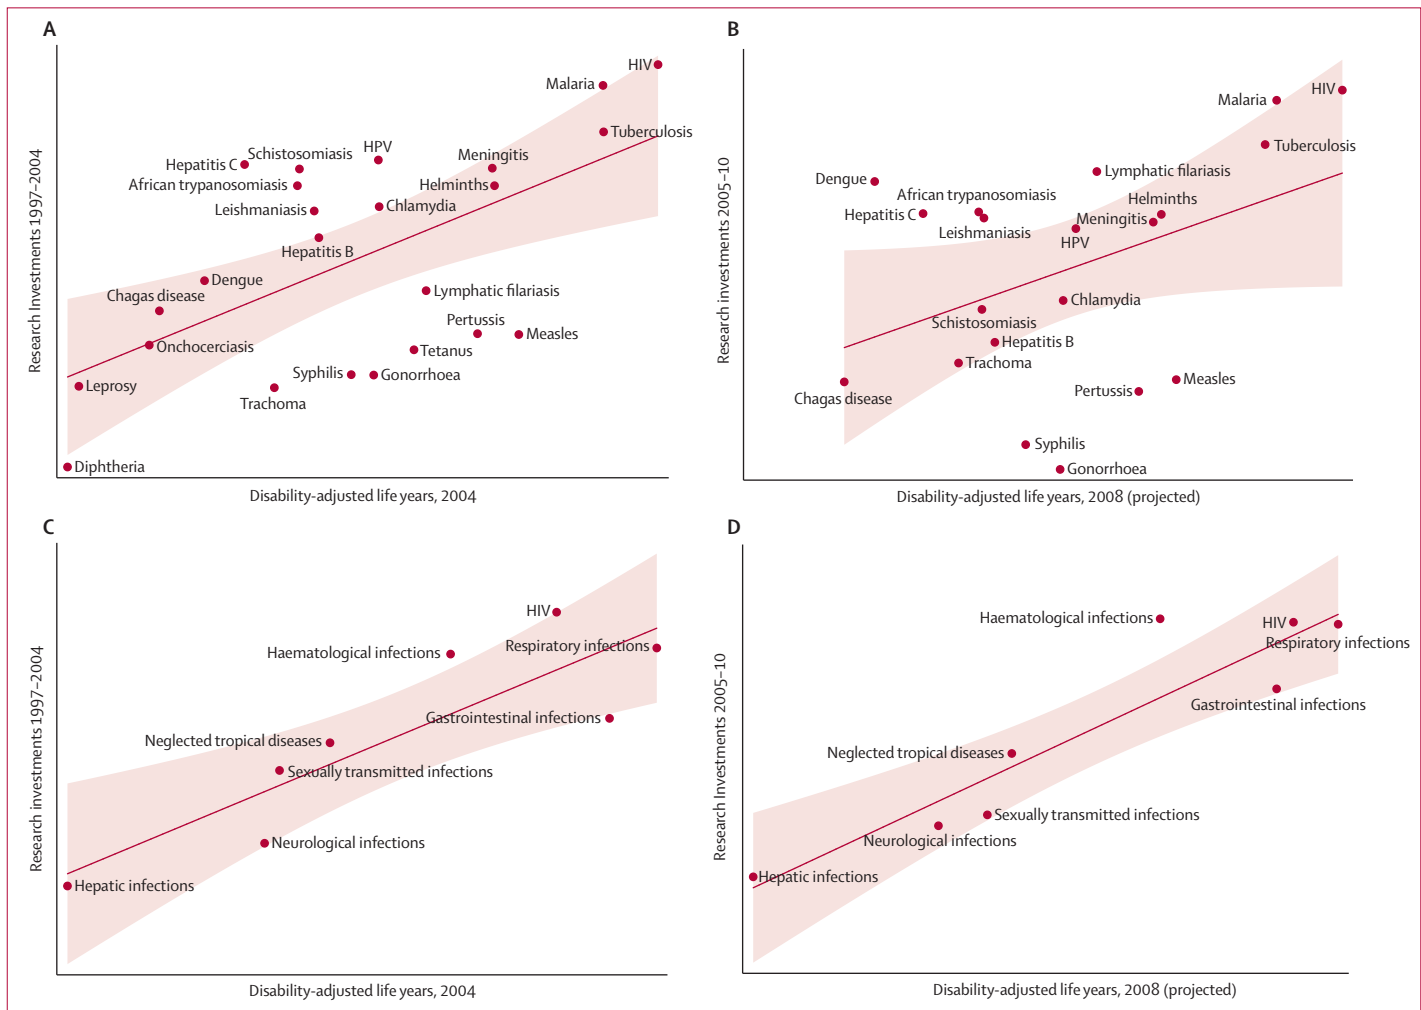 A
HIV
Malaria
Tuberculosis
HPV
Schistosomiasis
Hepatitis C
Meningitis
African trypanosomiasis
Helminths
Leishmaniasis
Chlamydia
Hepatitis B
Dengue
Lymphatic filariasis
Chagas disease
Pertussis
Measles
Onchocerciasis
Tetanus
Syphilis
Gonorrhoea
Leprosy
Trachoma
Diphtheria
Research Investments 1997–2004
Disability-adjusted life years, 2004
B
HIV
Malaria
Tuberculosis
Lymphatic filariasis
Dengue
African trypanosomiasis
Helminths
Hepatitis C
Meningitis
Leishmaniasis
HPV
Chlamydia
Schistosomiasis
Hepatitis B
Trachoma
Measles
Pertussis
Chagas disease
Syphilis
Gonorrhoea
Research investments 2005–10
Disability-adjusted life years, 2008 (projected)
C
HIV
Respiratory infections
Haematological infections
Gastrointestinal infections
Neglected tropical diseases
Sexually transmitted infections
Neurological infections
Hepatic infections
Research investments 1997–2004
Disability-adjusted life years, 2004
D
Haematological infections
HIV
Respiratory infections
Gastrointestinal infections
Neglected tropical diseases
Sexually transmitted infections
Neurological infections
Hepatic infections
Research Investments 2005–10
Disability-adjusted life years, 2008 (projected)